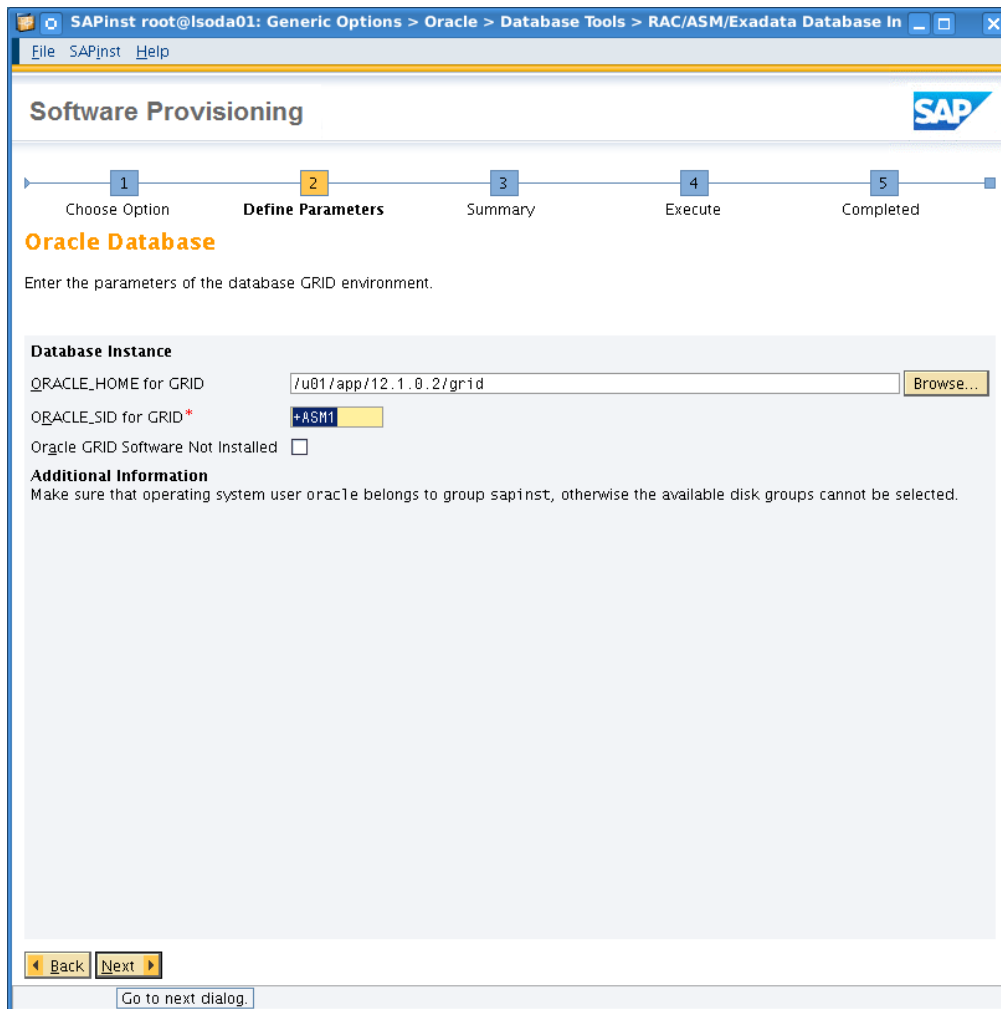 SAPinst root@lsoda01: Generic Options > Oracle > Database Tools > RAC/ASM/Exadata Database In
File SAPinst Help
Software Provisioning
SAP
1 2 3 4 5
Choose Option Define Parameters Summary Execute Completed
Oracle Database
Enter the parameters of the database GRID environment.
Database Instance
ORACLE_HOME for GRID /u01/app/12.1.0.2/grid Browse...
ORACLE_SID for GRID* +ASM1
Oracle GRID Software Not Installed
Additional Information
Make sure that operating system user oracle belongs to group sapinst, otherwise the available disk groups cannot be selected.
Back Next
Go to next dialog.